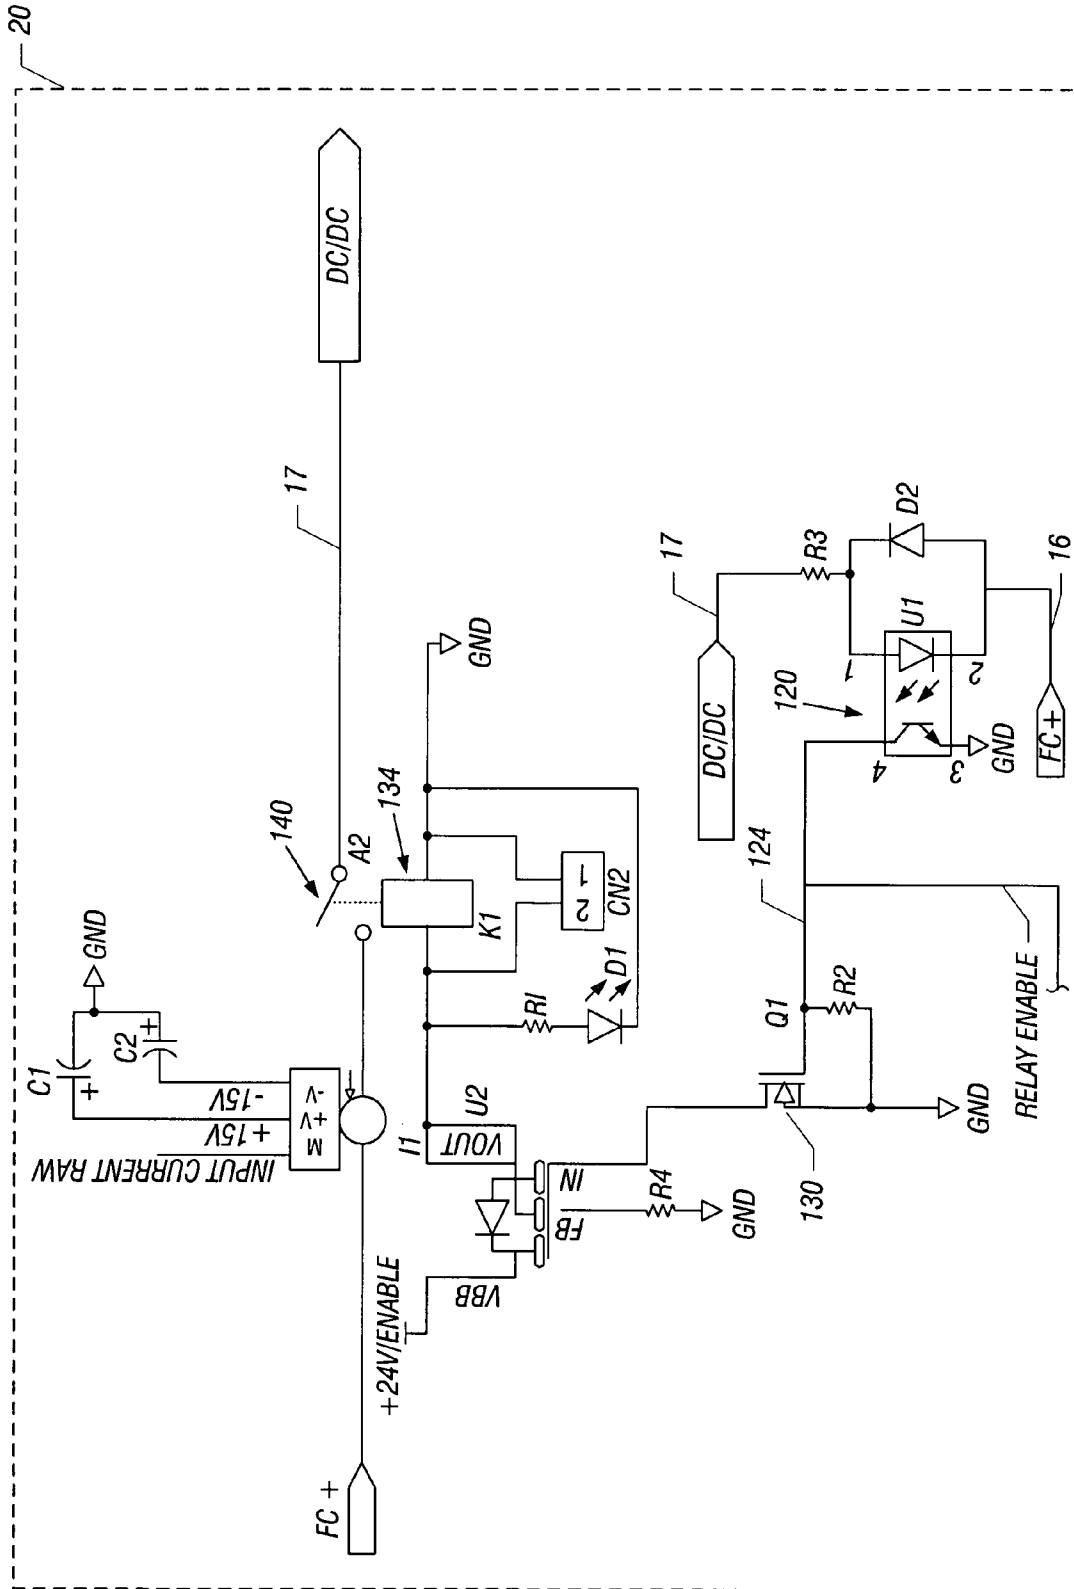 20
DC/DC
17
GND
C1
+
C2
+
-15V
+15V
INPUT CURRENT RAW
M +V -V
140
A2
134
K1
GND
1 2
CN2
D1
R1
I1
U2
VOUT
IN
FB
VBB
+24V/ENABLE
FC +
R4
GND
17
DC/DC
R3
D2
U1
1
2
120
4
3
GND
FC+
16
124
Q1
R2
RELAY ENABLE
GND
130